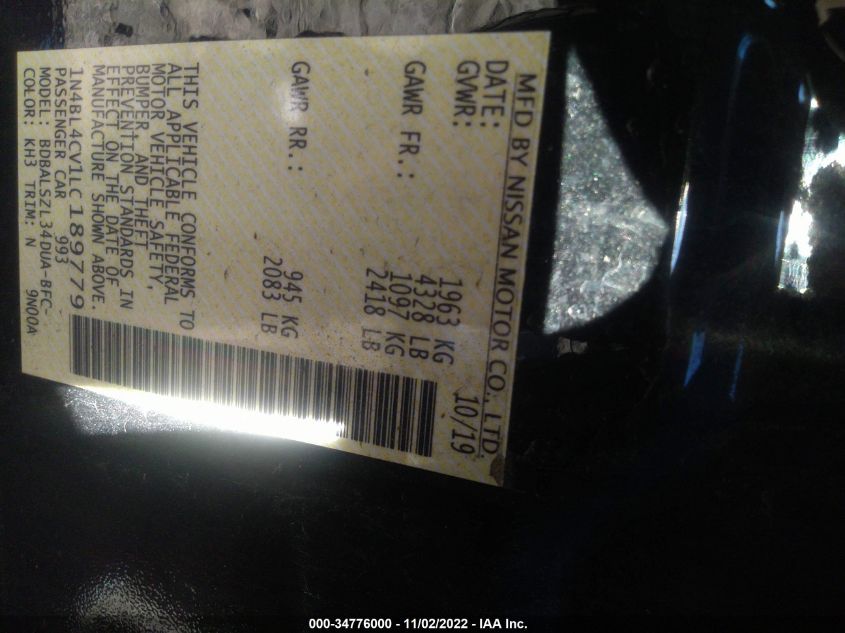 MFD BY NISSAN MOTOR CO., LTD.
DATE: 10/19
GVWR: 1963 KG
4328 LB
GAWR FR.: 1097 KG
2418 LB
GAWR RR.: 945 KG
2083 LB
THIS VEHICLE CONFORMS TO
ALL APPLICABLE FEDERAL
MOTOR VEHICLE SAFETY,
BUMPER, AND THEFT
PREVENTION STANDARDS IN
EFFECT ON THE DATE OF
MANUFACTURE SHOWN ABOVE.
1N4BL4CV1LC189779
PASSENGER CAR 993
MODEL: BDBALSZL34DUA-BFC-
COLOR: KH3 TRIM: N 9N00A
000-34776000 - 11/02/2022 - IAA Inc.